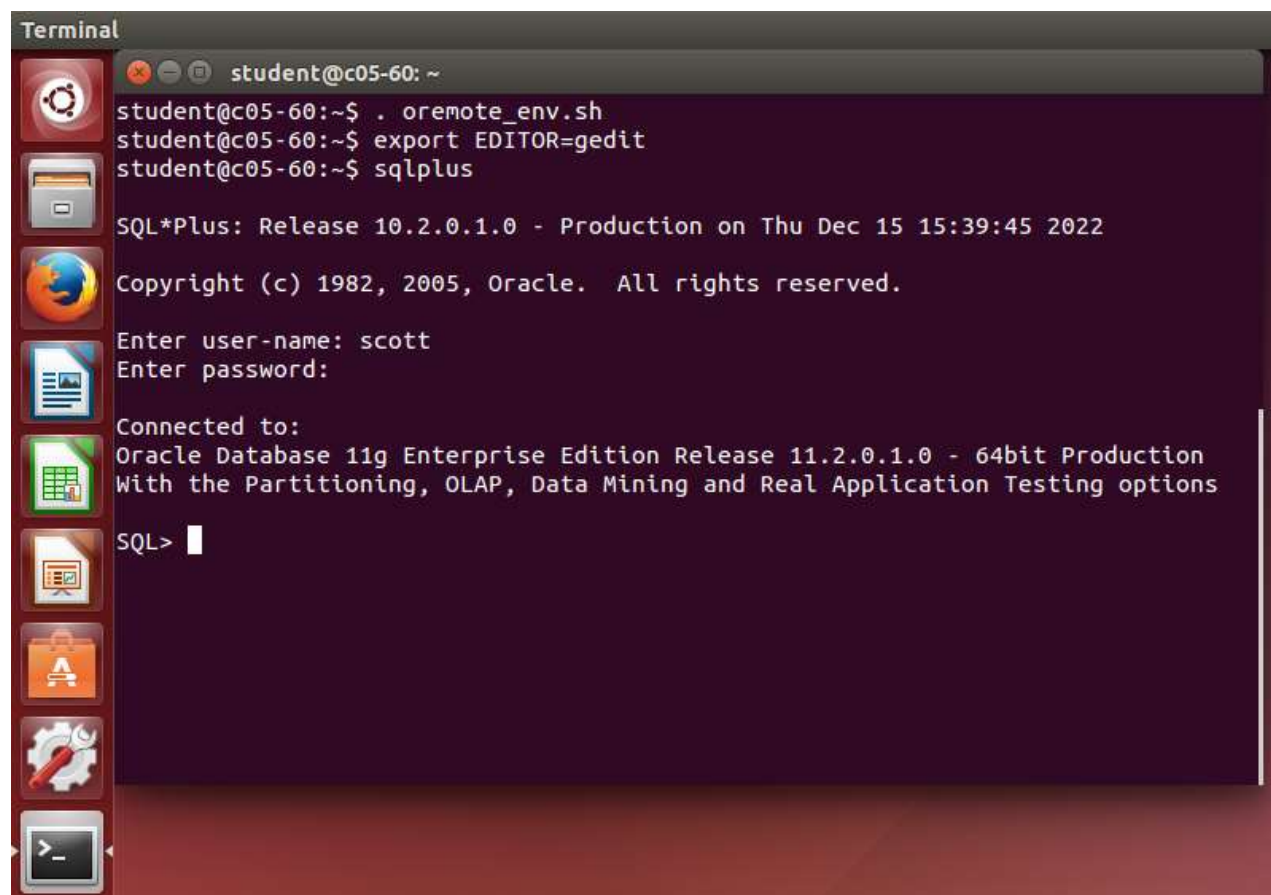 Terminal
student@c05-60: ~
student@c05-60:~$ . oremote_env.sh
student@c05-60:~$ export EDITOR=gedit
student@c05-60:~$ sqlplus
SQL*Plus: Release 10.2.0.1.0 - Production on Thu Dec 15 15:39:45 2022
Copyright (c) 1982, 2005, Oracle.  All rights reserved.
Enter user-name: scott
Enter password:
Connected to:
Oracle Database 11g Enterprise Edition Release 11.2.0.1.0 - 64bit Production
With the Partitioning, OLAP, Data Mining and Real Application Testing options
SQL>